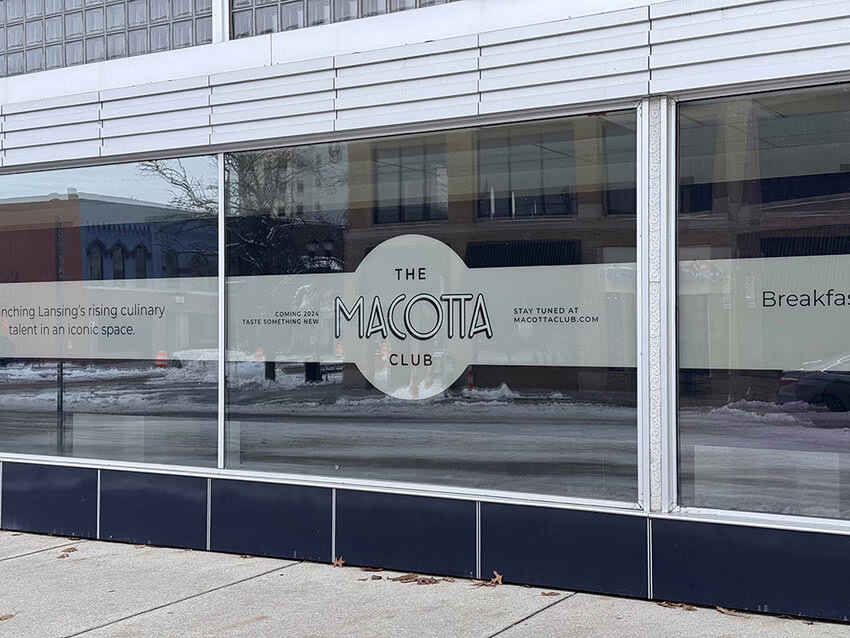 nching Lansing's rising culinary
talent in an iconic space.
COMING 2024
TASTE SOMETHING NEW
THE
MACOTTA
CLUB
STAY TUNED AT
MACOTTACLUB.COM
Breakfas